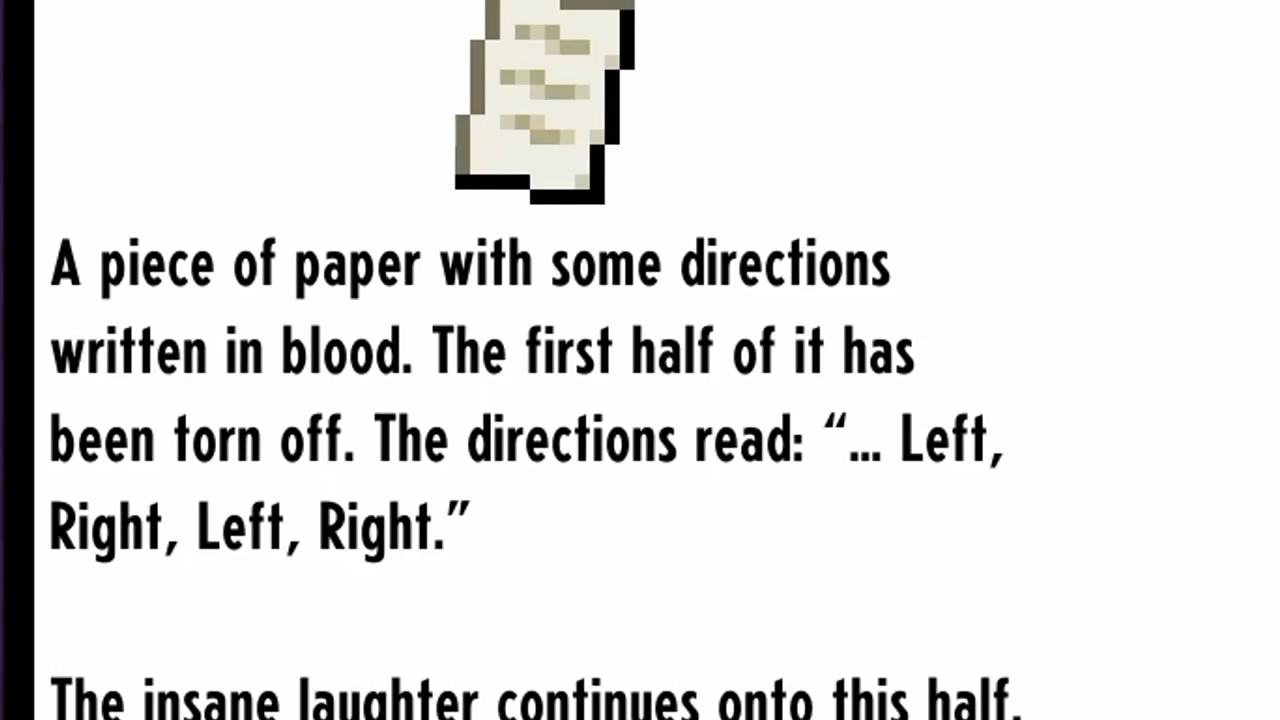 A piece of paper with some directions
written in blood. The first half of it has
been torn off. The directions read: “... Left,
Right, Left, Right.”
The insane laughter continues onto this half.